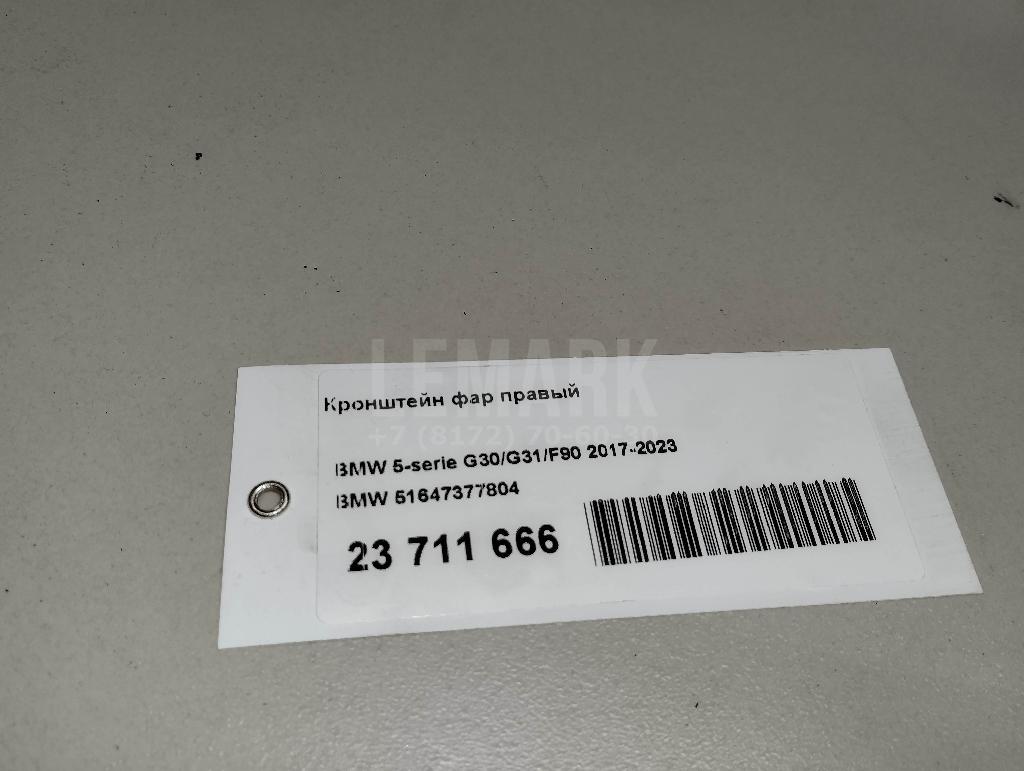 LEMARK
Кронштейн фар правый
+7 (8172) 70-60-30
BMW 5-serie G30/G31/F90 2017-2023
BMW 51647377804
23 711 666